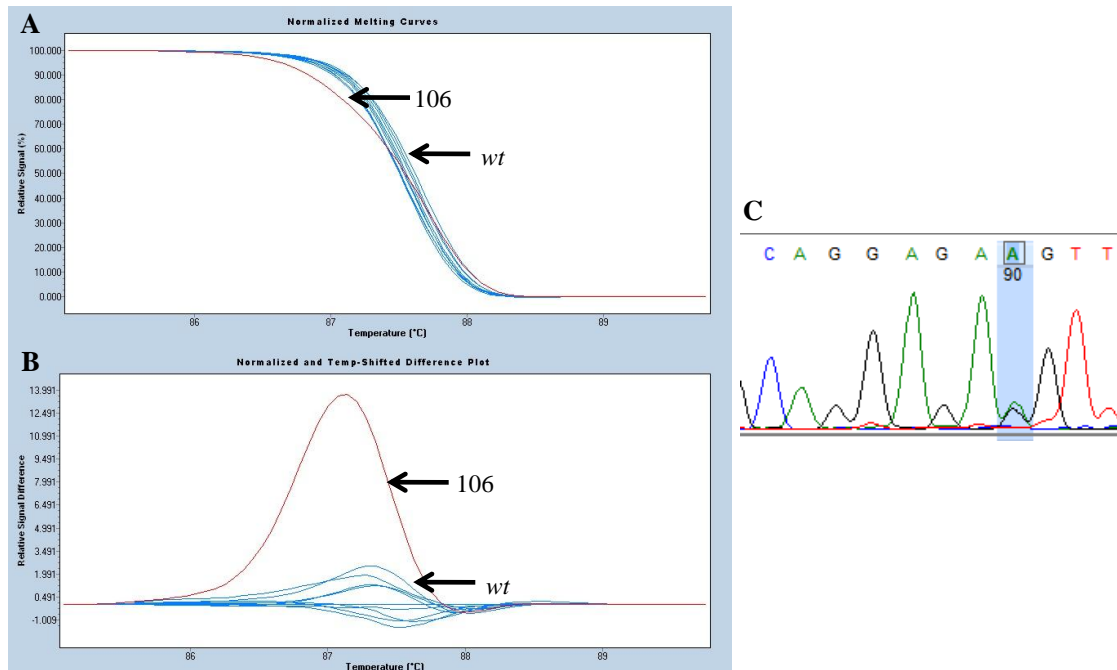 A
Normalized Melting Curves
100.000
90.000
80.000
70.000
60.000
50.000
40.000
30.000
20.000
10.000
0.000
Relative Signal (%)
106
wt
86
87
88
89
Temperature (°C)
B
Normalized and Temp-Shifted Difference Plot
13.991
12.491
10.991
9.491
7.991
6.491
4.991
3.491
1.991
0.491
-1.009
Relative Signal Difference
106
wt
86
87
88
89
Temperature (°C)
C
C A G G A G A A G T T
90